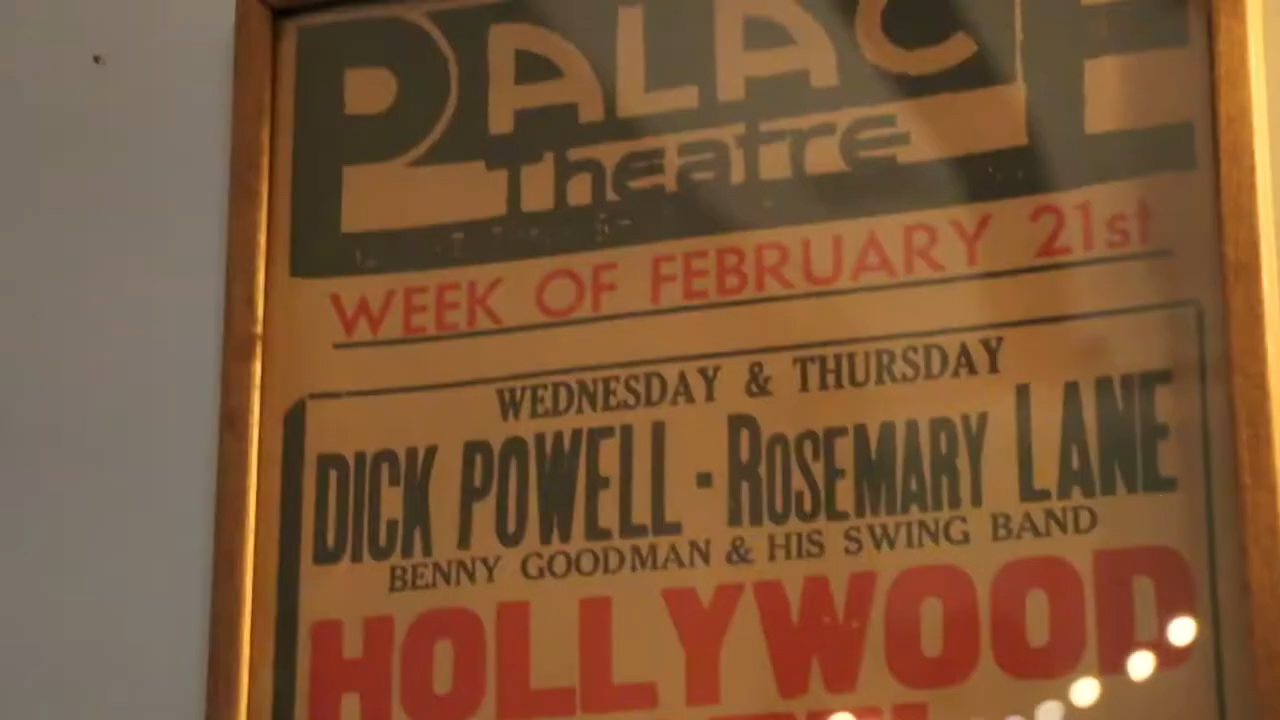 PALACE
Theatre
WEEK OF FEBRUARY 21st
WEDNESDAY & THURSDAY
DICK POWELL - ROSEMARY LANE
BENNY GOODMAN & HIS SWING BAND
HOLLYWOOD